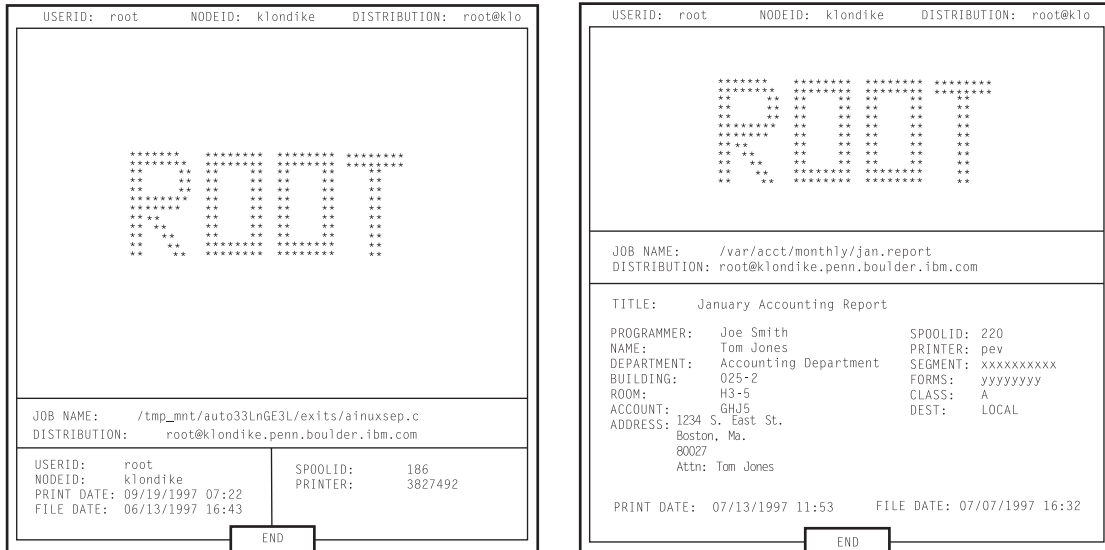 USERID: root NODEID: klondike DISTRIBUTION: root@klo
ROOT
JOB NAME: /tmp_mnt/auto33LnGE3L/exits/ainuxsep.c
DISTRIBUTION: root@klondike.penn.boulder.ibm.com
USERID: root
NODEID: klondike
PRINT DATE: 09/19/1997 07:22
FILE DATE: 06/13/1997 16:43
SPOOLID: 186
PRINTER: 3827492
END
USERID: root NODEID: klondike DISTRIBUTION: root@klo
ROOT
JOB NAME: /var/acct/monthly/jan.report
DISTRIBUTION: root@klondike.penn.boulder.ibm.com
TITLE: January Accounting Report
PROGRAMMER: Joe Smith
NAME: Tom Jones
DEPARTMENT: Accounting Department
BUILDING: 025-2
ROOM: H3-5
ACCOUNT: GHJ5
ADDRESS: 1234 S. East St.
Boston, Ma.
80027
Attn: Tom Jones
SPOOLID: 220
PRINTER: pev
SEGMENT: xxxxxxxxxx
FORMS: yyyyyyyy
CLASS: A
DEST: LOCAL
PRINT DATE: 07/13/1997 11:53 FILE DATE: 07/07/1997 16:32
END